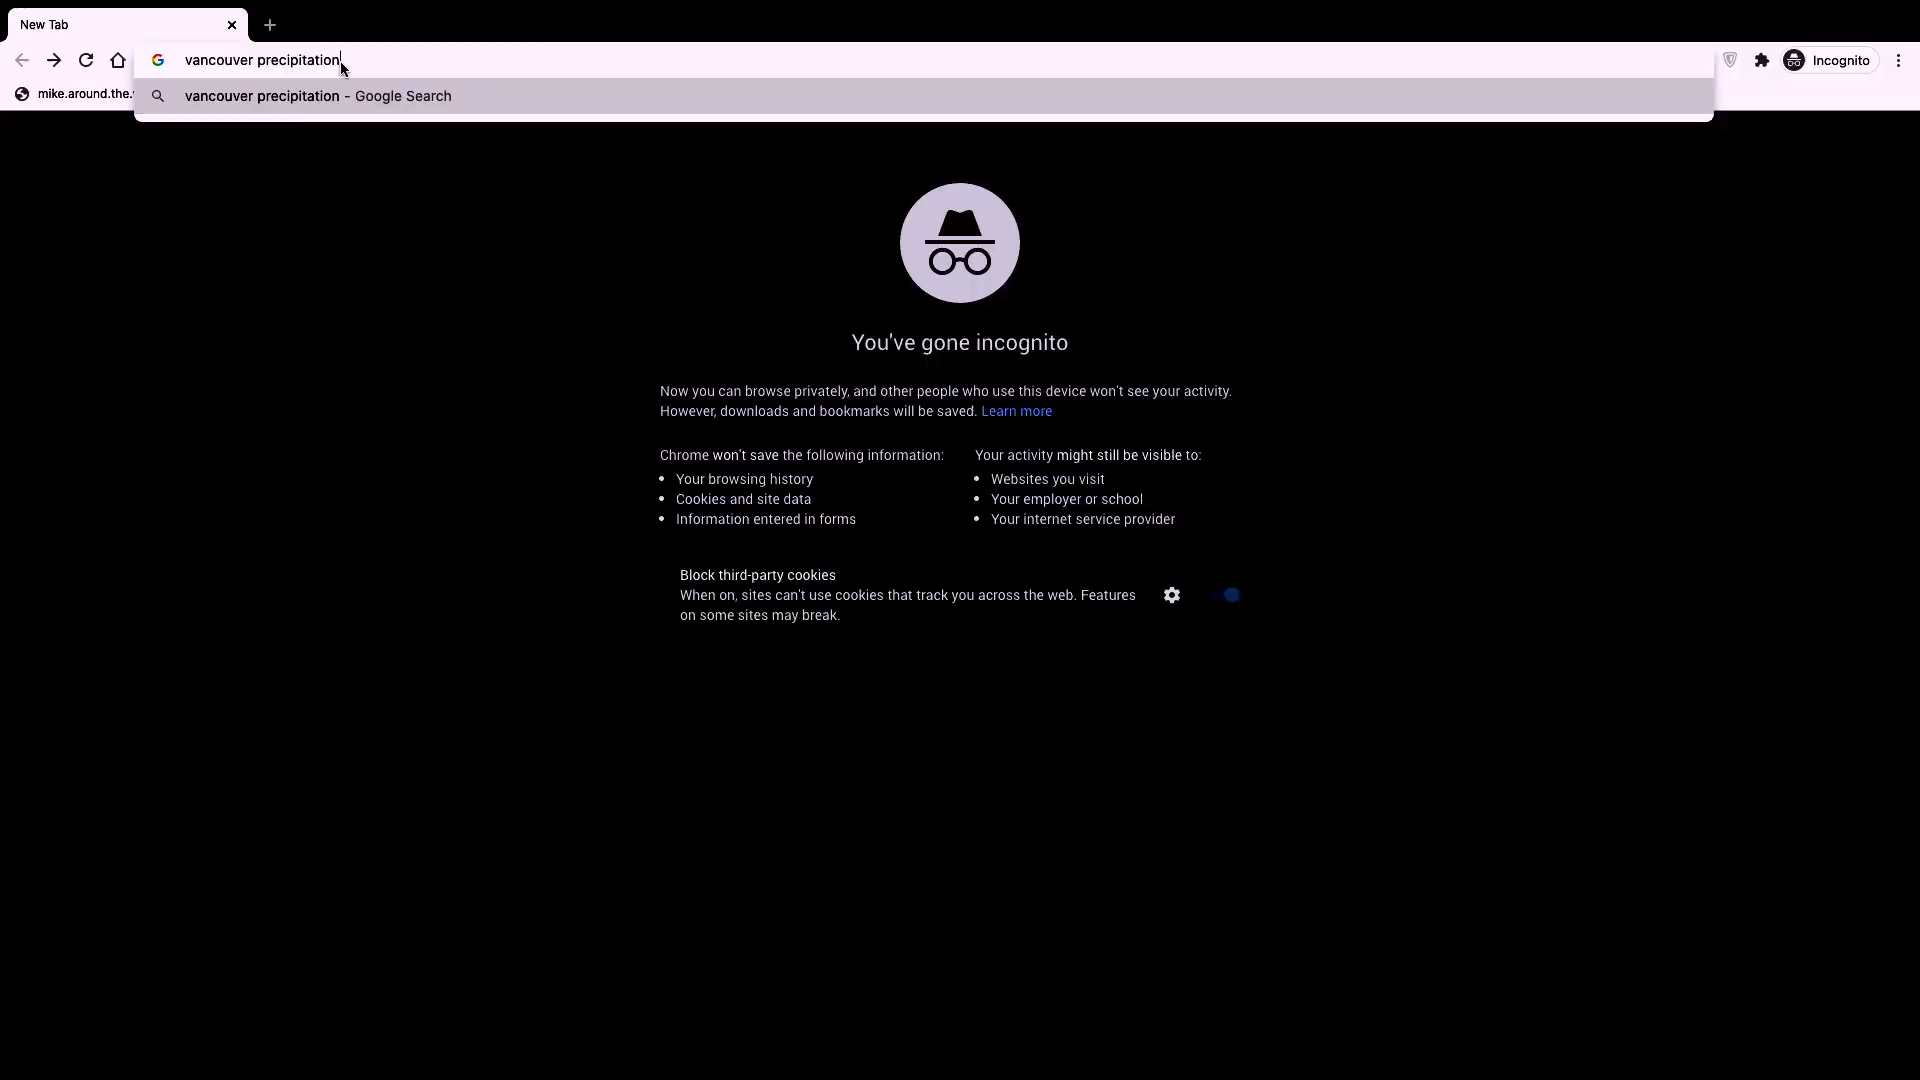 New Tab
vancouver precipitation
Incognito
mike.around.the.
vancouver precipitation - Google Search
You've gone incognito
Now you can browse privately, and other people who use this device won't see your activity.
However, downloads and bookmarks will be saved. Learn more
Chrome won't save the following information:
Your browsing history
Cookies and site data
Information entered in forms
Your activity might still be visible to:
Websites you visit
Your employer or school
Your internet service provider
Block third-party cookies
When on, sites can't use cookies that track you across the web. Features
on some sites may break.